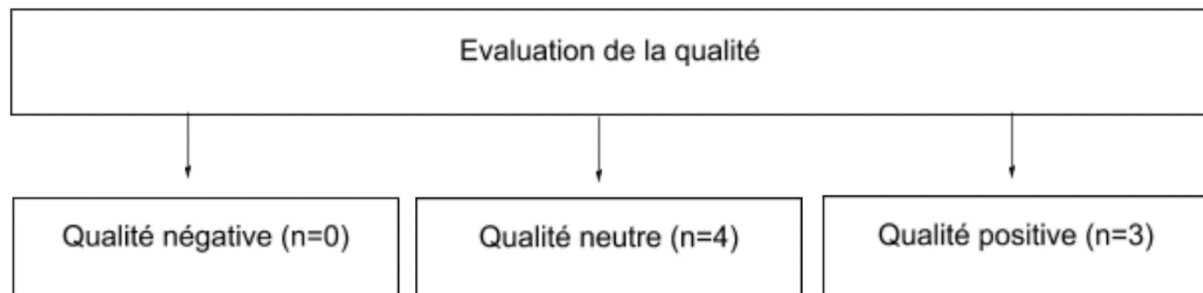 Evaluation de la qualité
Qualité négative (n=0)
Qualité neutre (n=4)
Qualité positive (n=3)